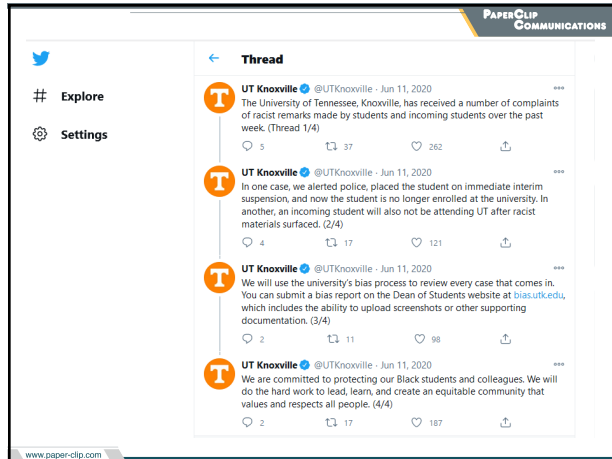 PAPERCLIP
COMMUNICATIONS
← Thread
# Explore
Settings
T
UT Knoxville @UTKnoxville · Jun 11, 2020
The University of Tennessee, Knoxville, has received a number of complaints
of racist remarks made by students and incoming students over the past
week. (Thread 1/4)
5 37 262
T
UT Knoxville @UTKnoxville · Jun 11, 2020
In one case, we alerted police, placed the student on immediate interim
suspension, and now the student is no longer enrolled at the university. In
another, an incoming student will also not be attending UT after racist
materials surfaced. (2/4)
4 17 121
T
UT Knoxville @UTKnoxville · Jun 11, 2020
We will use the university's bias process to review every case that comes in.
You can submit a bias report on the Dean of Students website at bias.utk.edu,
which includes the ability to upload screenshots or other supporting
documentation. (3/4)
2 11 98
T
UT Knoxville @UTKnoxville · Jun 11, 2020
We are committed to protecting our Black students and colleagues. We will
do the hard work to lead, learn, and create an equitable community that
values and respects all people. (4/4)
2 17 187
www.paper-clip.com